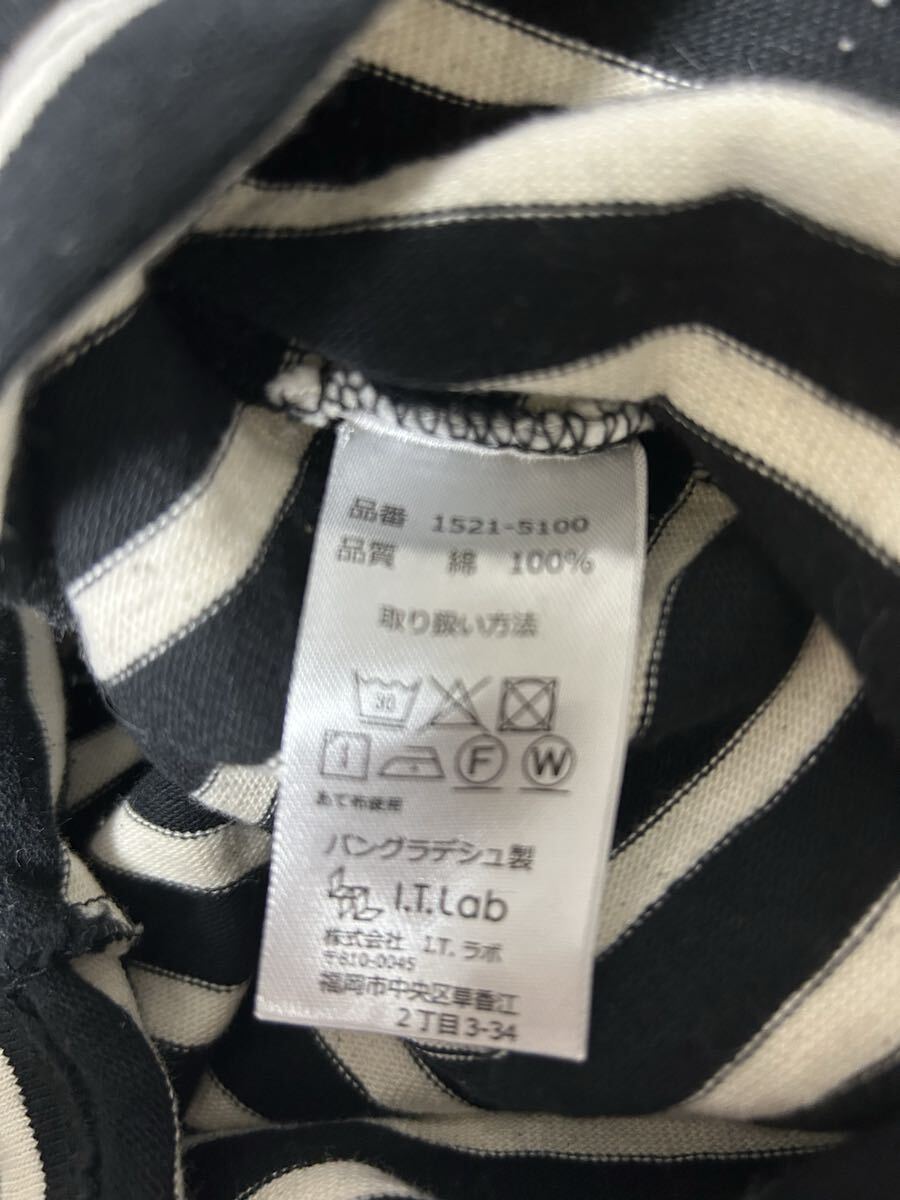 品番 1521-5100
品質 綿 100%
取り扱い方法
30
F W
あて布使用
バングラデシュ製
I.T.Lab
株式会社 I.T. ラボ
〒810-0045
福岡市中央区草香江
2丁目3-34